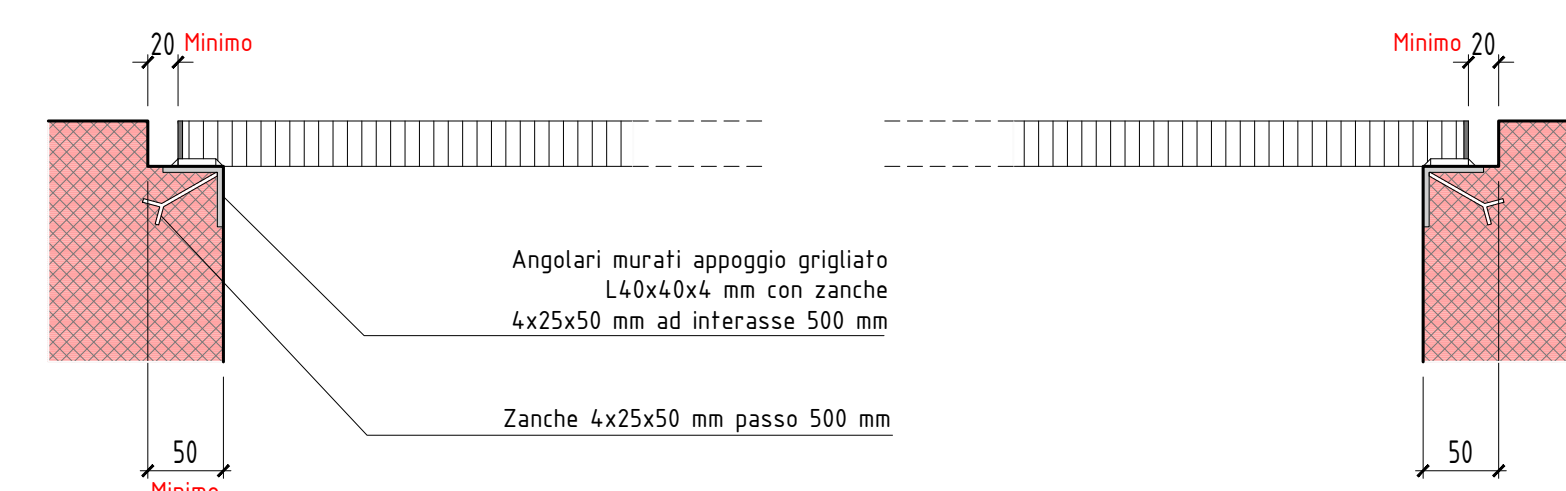 20 Minimo
Minimo 20
Angolari murati appoggio grigliato
L40x40x4 mm con zanche
4x25x50 mm ad interasse 500 mm
Zanche 4x25x50 mm passo 500 mm
50
Minimo
50